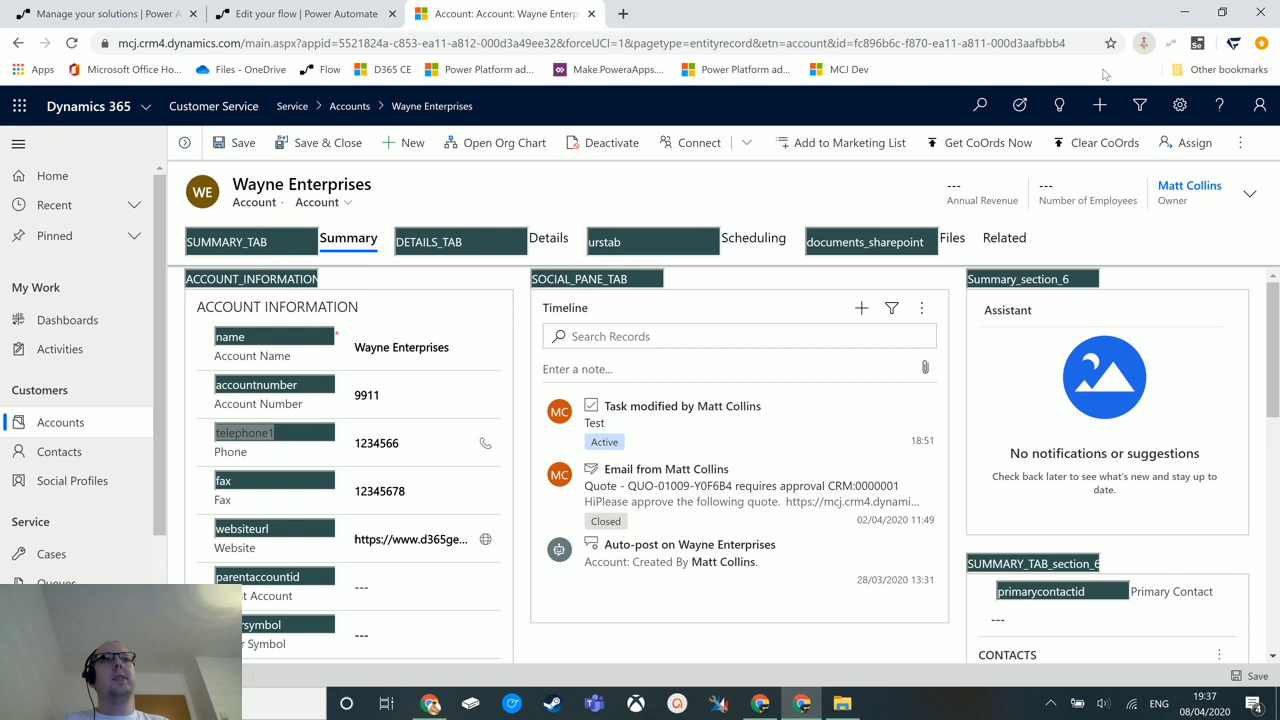 Manage your solutions | Power A
Edit your flow | Power Automate
Account: Account: Wayne Enterpr
mcj.crm4.dynamics.com/main.aspx?appid=5521824a-c853-ea11-a812-000d3a49ee32&forceUCI=1&pagetype=entityrecord&etn=account&id=fc896b6c-f870-ea11-a811-000d3aafbbb4
Apps
Microsoft Office Ho...
Files - OneDrive
Flow
D365 CE
Power Platform ad...
Make.PoweraApps....
Power Platform ad...
MCJ Dev
Other bookmarks
Dynamics 365
Customer Service
Service
Accounts
Wayne Enterprises
Save
Save & Close
New
Open Org Chart
Deactivate
Connect
Add to Marketing List
Get CoOrds Now
Clear CoOrds
Assign
Home
Recent
Pinned
My Work
Dashboards
Activities
Customers
Accounts
Contacts
Social Profiles
Service
Cases
Queues
WE
Wayne Enterprises
Account · Account
---
Annual Revenue
---
Number of Employees
Matt Collins
Owner
SUMMARY_TAB
Summary
DETAILS_TAB
Details
urstab
Scheduling
documents_sharepoint
Files
Related
ACCOUNT_INFORMATION
ACCOUNT INFORMATION
name
*
Account Name
Wayne Enterprises
accountnumber
Account Number
9911
telephone1
Phone
1234566
fax
Fax
12345678
websiteurl
Website
https://www.d365ge...
parentaccountid
nt Account
---
rsymbol
r Symbol
---
SOCIAL_PANE_TAB
Timeline
Search Records
Enter a note...
MC
Task modified by Matt Collins
Test
Active
18:51
MC
Email from Matt Collins
Quote - QUO-01009-Y0F6B4 requires approval CRM:0000001
HiPlease approve the following quote. https://mcj.crm4.dynami...
Closed
02/04/2020 11:49
Auto-post on Wayne Enterprises
Account: Created By Matt Collins.
28/03/2020 13:31
Summary_section_6
Assistant
No notifications or suggestions
Check back later to see what's new and stay up to
date.
SUMMARY_TAB_section_6
primarycontactid
Primary Contact
---
CONTACTS
Save
ENG
19:37
08/04/2020